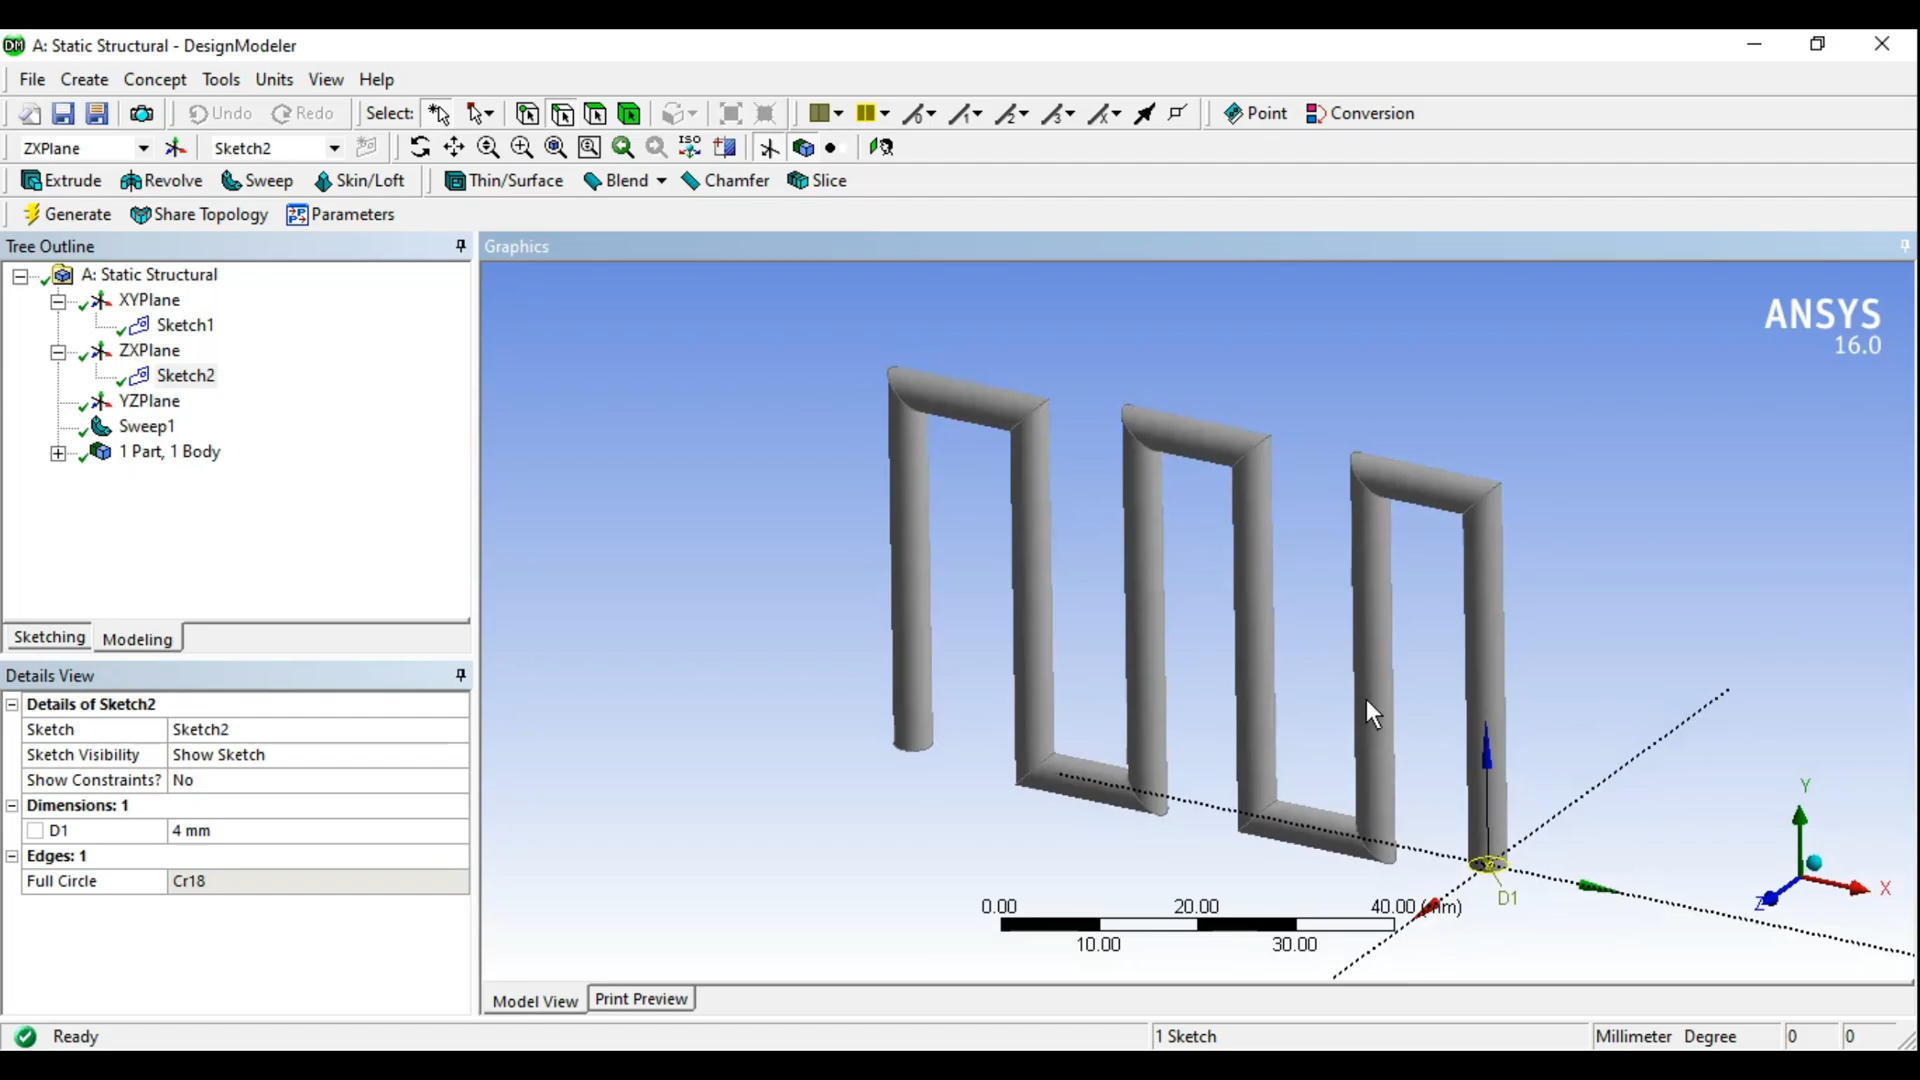 DM A: Static Structural - DesignModeler
File Create Concept Tools Units View Help
Undo Redo Select: Point Conversion
ZXPlane Sketch2 ISO
Extrude Revolve Sweep Skin/Loft Thin/Surface Blend Chamfer Slice
Generate Share Topology Parameters
Tree Outline
A: Static Structural
XYPlane
Sketch1
ZXPlane
Sketch2
YZPlane
Sweep1
1 Part, 1 Body
Sketching Modeling
Details View
Details of Sketch2
Sketch Sketch2
Sketch Visibility Show Sketch
Show Constraints? No
Dimensions: 1
D1 4 mm
Edges: 1
Full Circle Cr18
Graphics
ANSYS
16.0
D1
0.00 20.00 40.00 (mm)
10.00 30.00
Y
X
Z
Model View Print Preview
Ready 1 Sketch Millimeter Degree 0 0